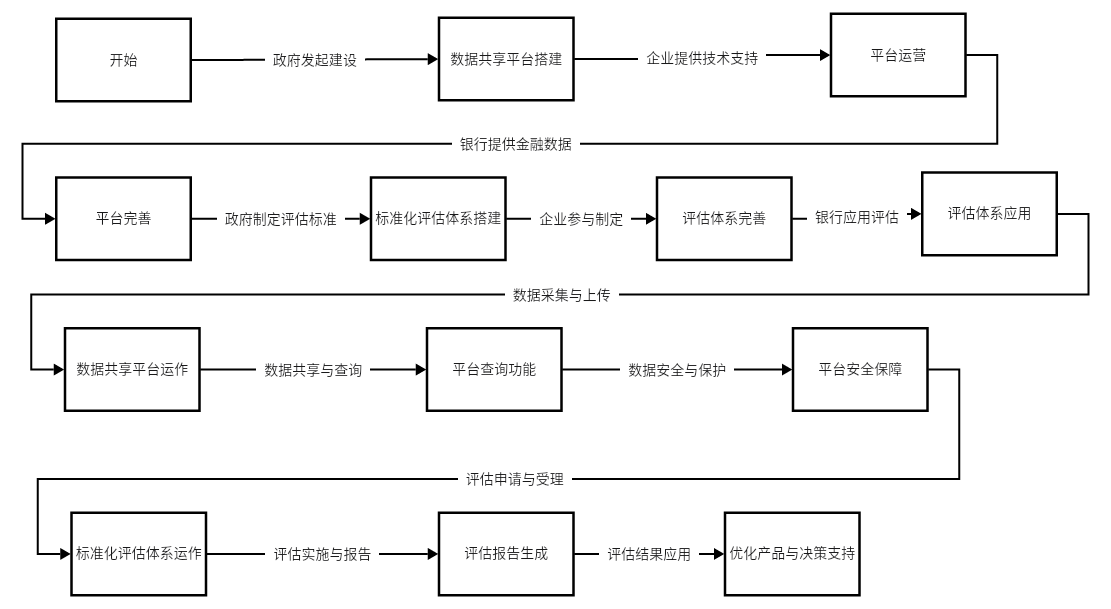 开始
政府发起建设
数据共享平台搭建
企业提供技术支持
平台运营
银行提供金融数据
平台完善
政府制定评估标准
标准化评估体系搭建
企业参与制定
评估体系完善
银行应用评估
评估体系应用
数据采集与上传
数据共享平台运作
数据共享与查询
平台查询功能
数据安全与保护
平台安全保障
评估申请与受理
标准化评估体系运作
评估实施与报告
评估报告生成
评估结果应用
优化产品与决策支持